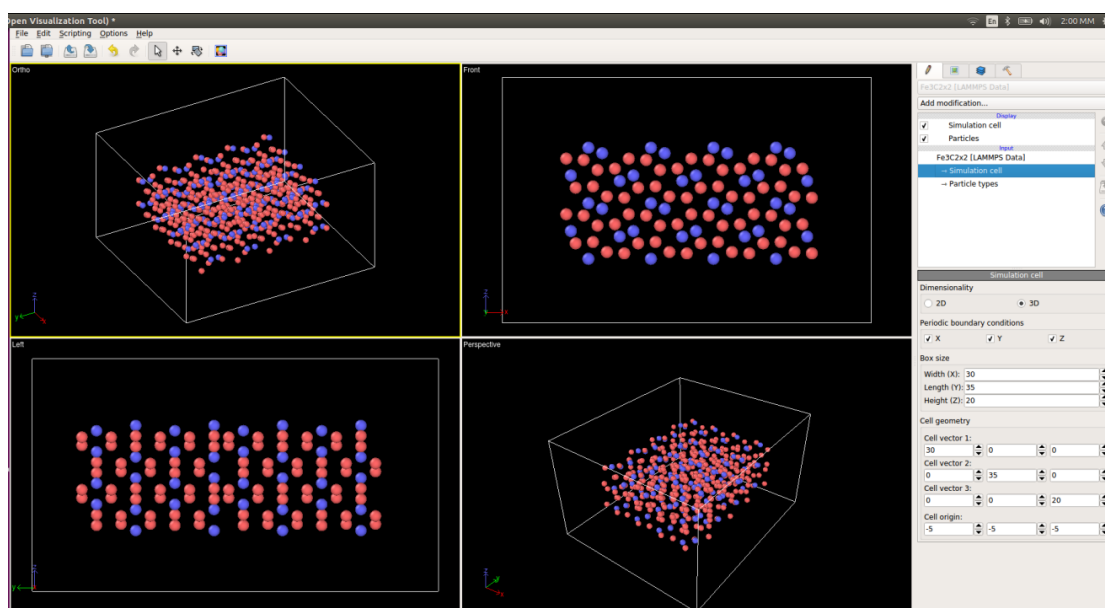 Open Visualization Tool) *
En
2:00 MM
File Edit Scripting Options Help
Ortho
Front
Left
Perspective
z
y
x
z
x
z
y
z
y
x
Fe3C2x2 [LAMMPS Data]
Add modification...
Display
Simulation cell
Particles
Input
Fe3C2x2 [LAMMPS Data]
→ Simulation cell
→ Particle types
Simulation cell
Dimensionality
2D 3D
Periodic boundary conditions
X Y Z
Box size
Width (X): 30
Length (Y): 35
Height (Z): 20
Cell geometry
Cell vector 1:
30 0 0
Cell vector 2:
0 35 0
Cell vector 3:
0 0 20
Cell origin:
-5 -5 -5